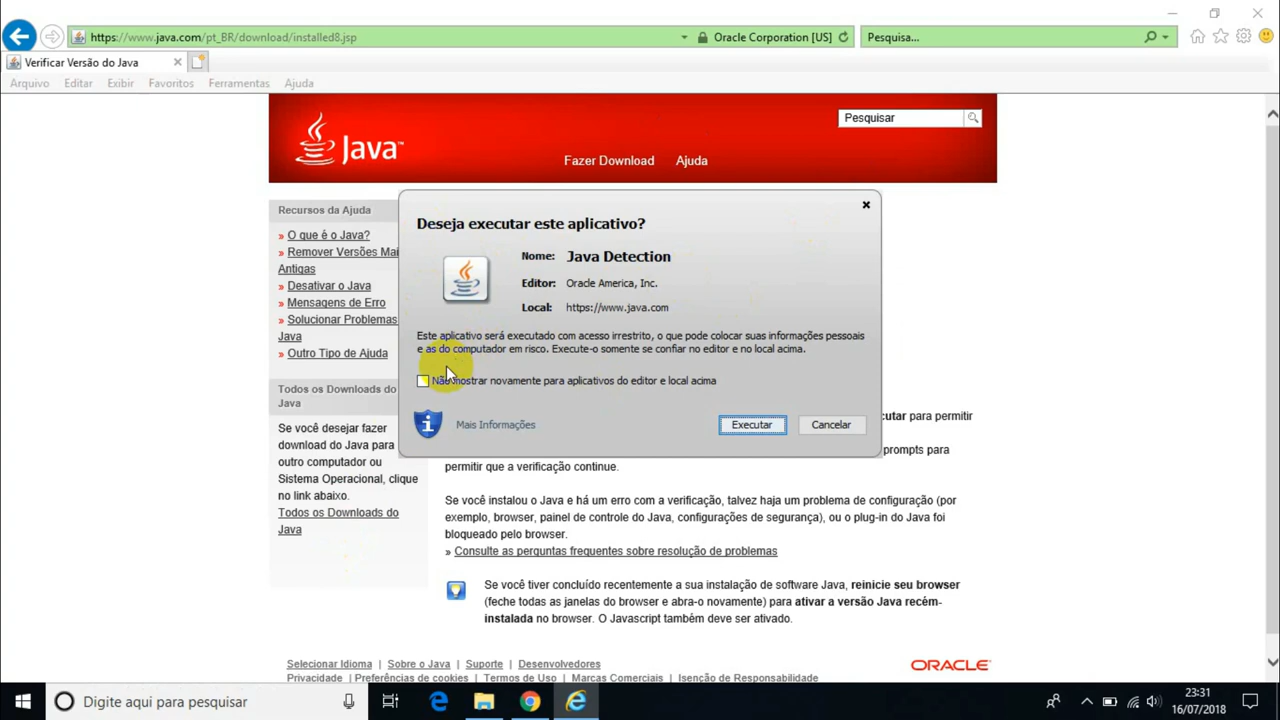 https://www.java.com/pt_BR/download/installed8.jsp
Oracle Corporation [US]
Pesquisa...
Verificar Versão do Java
Arquivo Editar Exibir Favoritos Ferramentas Ajuda
Java™
Pesquisar
Fazer Download Ajuda
Recursos da Ajuda
» O que é o Java?
» Remover Versões Mai
Antigas
» Desativar o Java
» Mensagens de Erro
» Solucionar Problemas
Java
» Outro Tipo de Ajuda
Todos os Downloads do
Java
Se você desejar fazer
download do Java para
outro computador ou
Sistema Operacional, clique
no link abaixo.
Todos os Downloads do
Java
Deseja executar este aplicativo?
Nome: Java Detection
Editor: Oracle America, Inc.
Local: https://www.java.com
Este aplicativo será executado com acesso irrestrito, o que pode colocar suas informações pessoais
e as do computador em risco. Execute-o somente se confiar no editor e no local acima.
Não mostrar novamente para aplicativos do editor e local acima
Mais Informações
Executar Cancelar
cutar para permitir
prompts para
permitir que a verificação continue.
Se você instalou o Java e há um erro com a verificação, talvez haja um problema de configuração (por
exemplo, browser, painel de controle do Java, configurações de segurança), ou o plug-in do Java foi
bloqueado pelo browser.
» Consulte as perguntas frequentes sobre resolução de problemas
Se você tiver concluído recentemente a sua instalação de software Java, reinicie seu browser
(feche todas as janelas do browser e abra-o novamente) para ativar a versão Java recém-
instalada no browser. O Javascript também deve ser ativado.
Selecionar Idioma | Sobre o Java | Suporte | Desenvolvedores
Privacidade | Preferências de cookies | Termos de Uso | Marcas Comerciais | Isenção de Responsabilidade
ORACLE
Digite aqui para pesquisar
23:31
16/07/2018